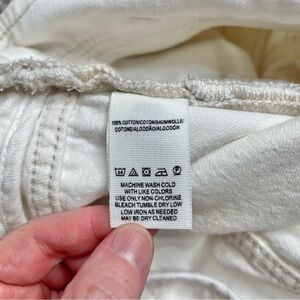 100% COTTON/COTON/BAUMWOLLE/
COTONE/ALGODÃO/ALGODON
MACHINE WASH COLD
WITH LIKE COLORS
USE ONLY NON-CHLORINE
BLEACH TUMBLE DRY LOW
LOW IRON AS NEEDED
MAY BE DRY CLEANED